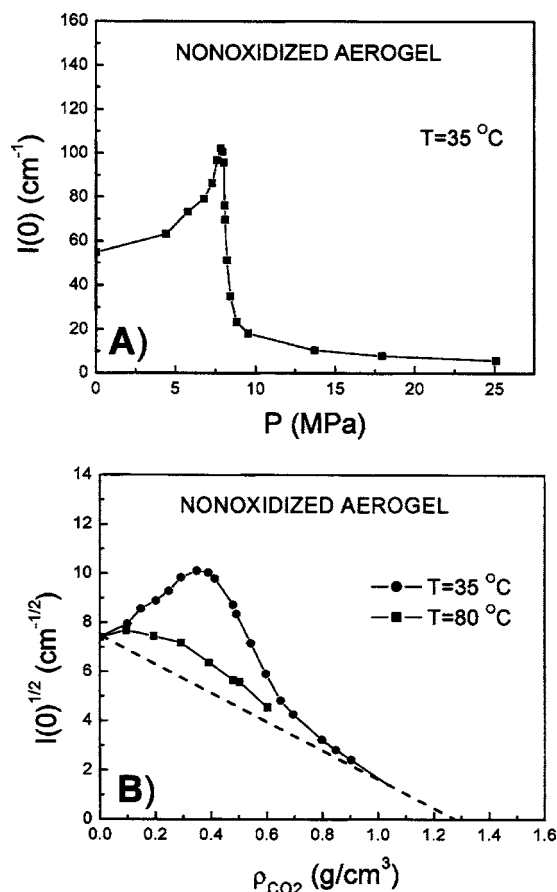 160
NONOXIDIZED AEROGEL
140
120
T=35 °C
100
80
60
40
20
0
I(0) (cm⁻¹)
A)
0 5 10 15 20 25
P (MPa)
14
NONOXIDIZED AEROGEL
12
10
T=35 °C
8
T=80 °C
6
4
2
0
I(0)^1/2 (cm^-1/2)
B)
0.0 0.2 0.4 0.6 0.8 1.0 1.2 1.4 1.6
ρCO2 (g/cm³)